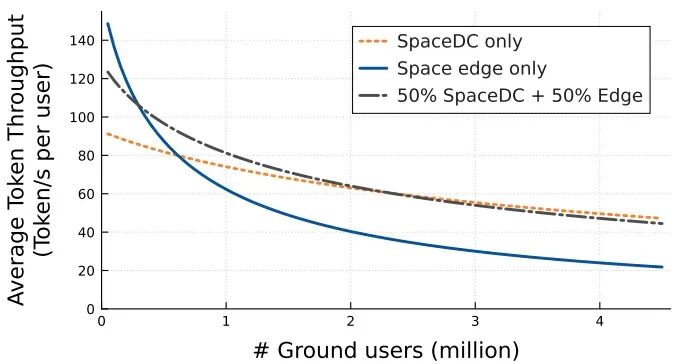 Average Token Throughput
(Token/s per user)
140
120
100
80
60
40
20
0
SpaceDC only
Space edge only
50% SpaceDC + 50% Edge
0 1 2 3 4
# Ground users (million)